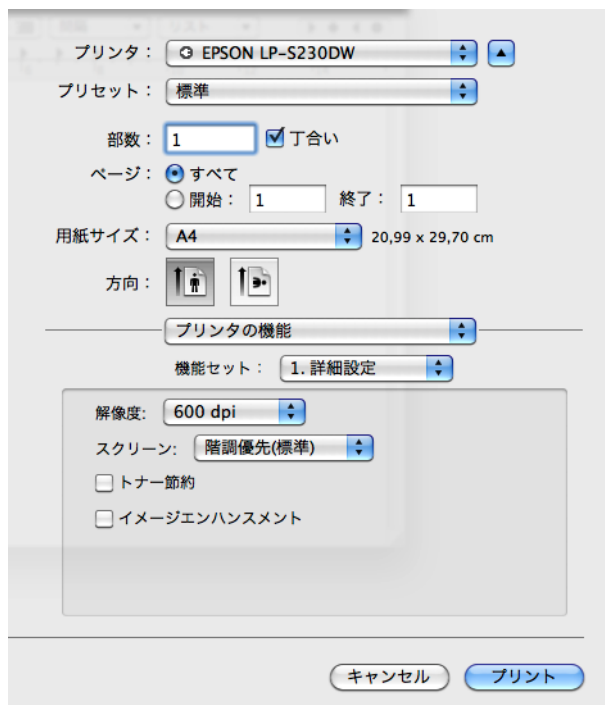 プリンタ： EPSON LP-S230DW
プリセット： 標準
部数： 1 丁合い
ページ： すべて
開始： 1 終了： 1
用紙サイズ： A4 20,99 x 29,70 cm
方向：
プリンタの機能
機能セット： 1. 詳細設定
解像度: 600 dpi
スクリーン: 階調優先(標準)
トナー節約
イメージエンハンスメント
キャンセル プリント